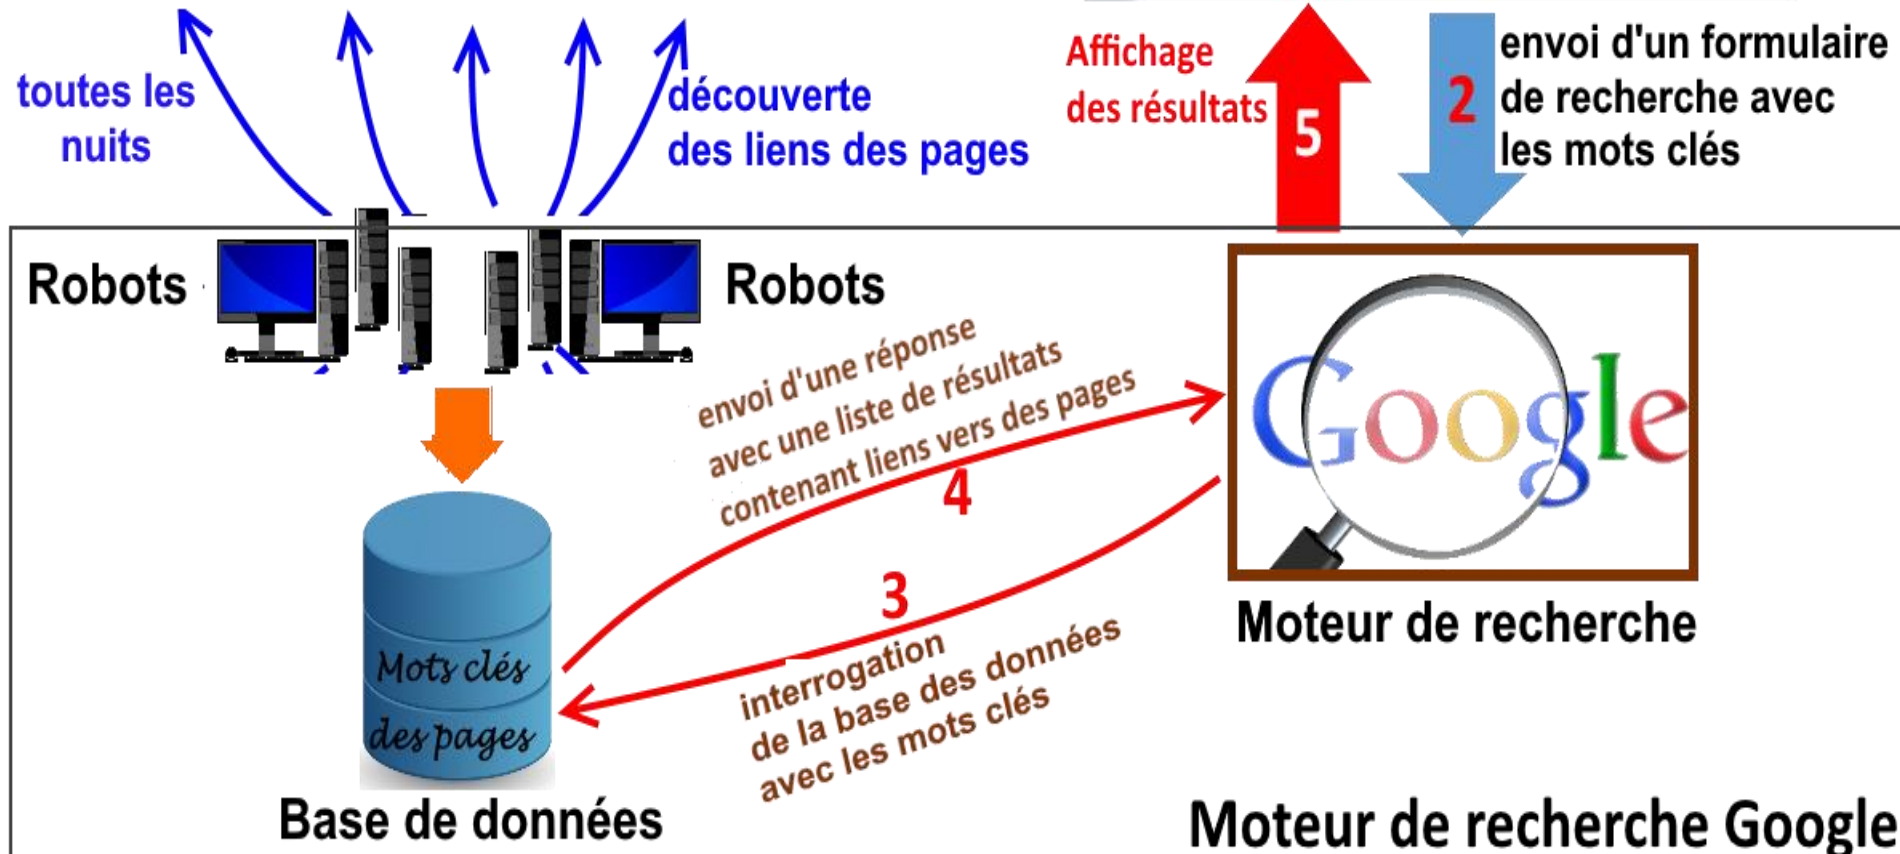 toutes les
nuits
découverte
des liens des pages
Affichage
des résultats
5
2
envoi d'un formulaire
de recherche avec
les mots clés
Robots
Robots
envoi d'une réponse
avec une liste de résultats
contenant liens vers des pages
4
Google
3
interrogation
de la base des données
avec les mots clés
Moteur de recherche
Mots clés
des pages
Base de données
Moteur de recherche Google